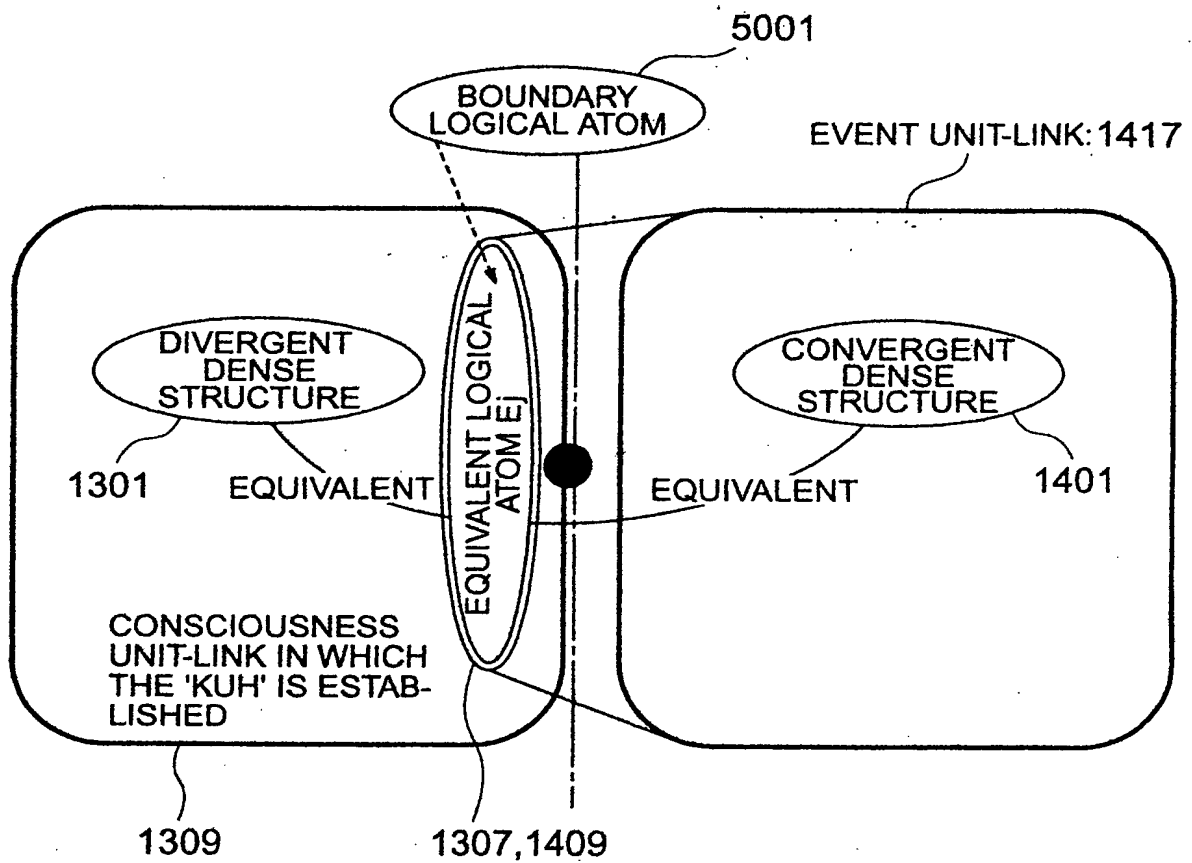 5001
BOUNDARY
LOGICAL ATOM
EVENT UNIT-LINK: 1417
DIVERGENT
DENSE
STRUCTURE
1301
EQUIVALENT
EQUIVALENT LOGICAL
ATOM Ej
CONVERGENT
DENSE
STRUCTURE
1401
EQUIVALENT
CONSCIOUSNESS
UNIT-LINK IN WHICH
THE 'KUH' IS ESTAB-
LISHED
1309
1307,1409